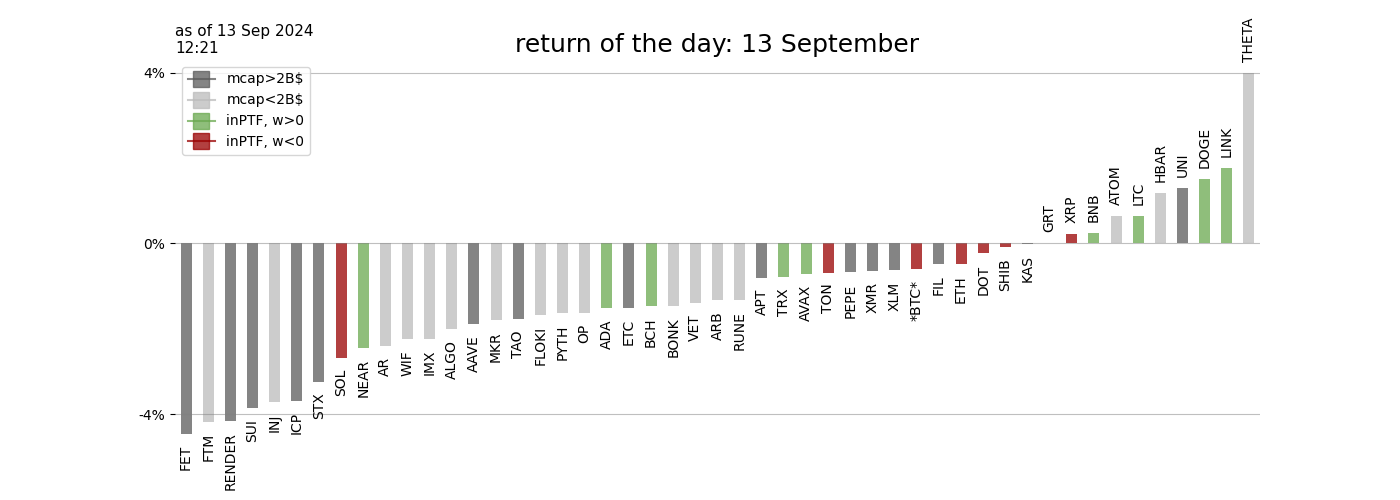 as of 13 Sep 2024
12:21
return of the day: 13 September
mcap>2B$
mcap<2B$
inPTF, w>0
inPTF, w<0
4%
0%
-4%
FET
FTM
RENDER
SUI
INJ
ICP
STX
SOL
NEAR
AR
WIF
IMX
ALGO
AAVE
MKR
TAO
FLOKI
PYTH
OP
ADA
ETC
BCH
BONK
VET
ARB
RUNE
APT
TRX
AVAX
TON
PEPE
XMR
XLM
*BTC*
FIL
ETH
DOT
SHIB
KAS
GRT
XRP
BNB
ATOM
LTC
HBAR
UNI
DOGE
LINK
THETA